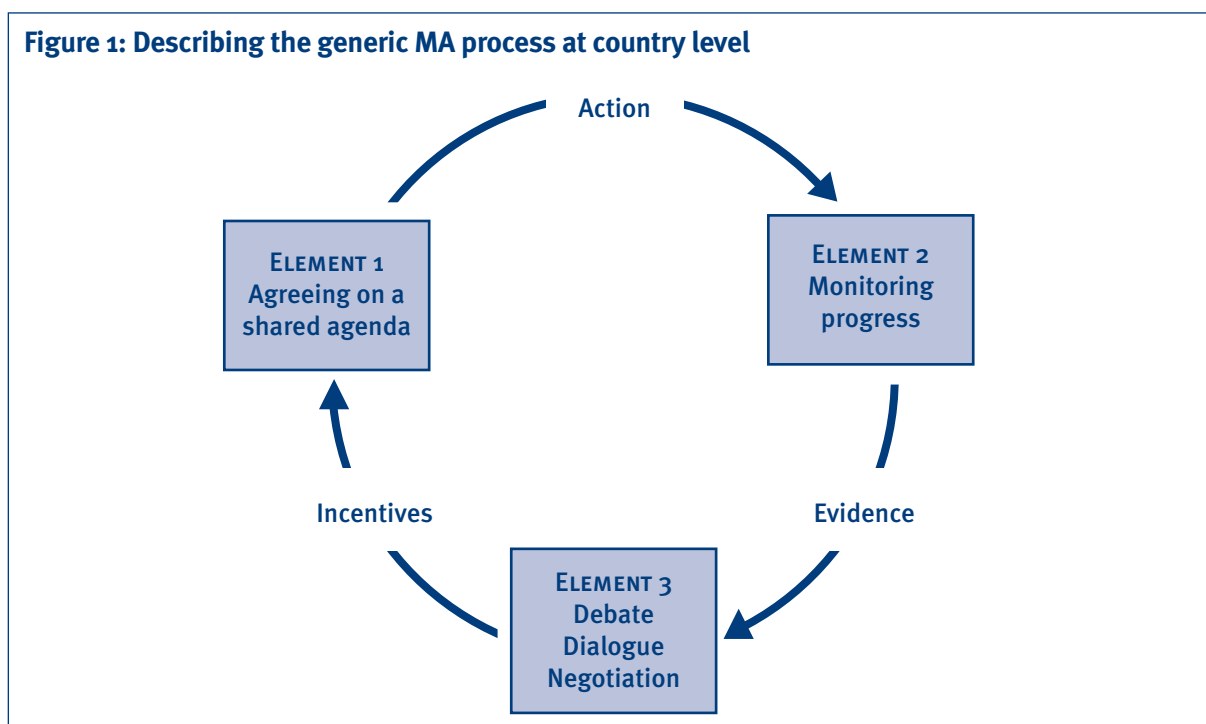 Figure 1: Describing the generic MA process at country level
Action
ELEMENT 1
Agreeing on a
shared agenda
ELEMENT 2
Monitoring
progress
Incentives
Evidence
ELEMENT 3
Debate
Dialogue
Negotiation